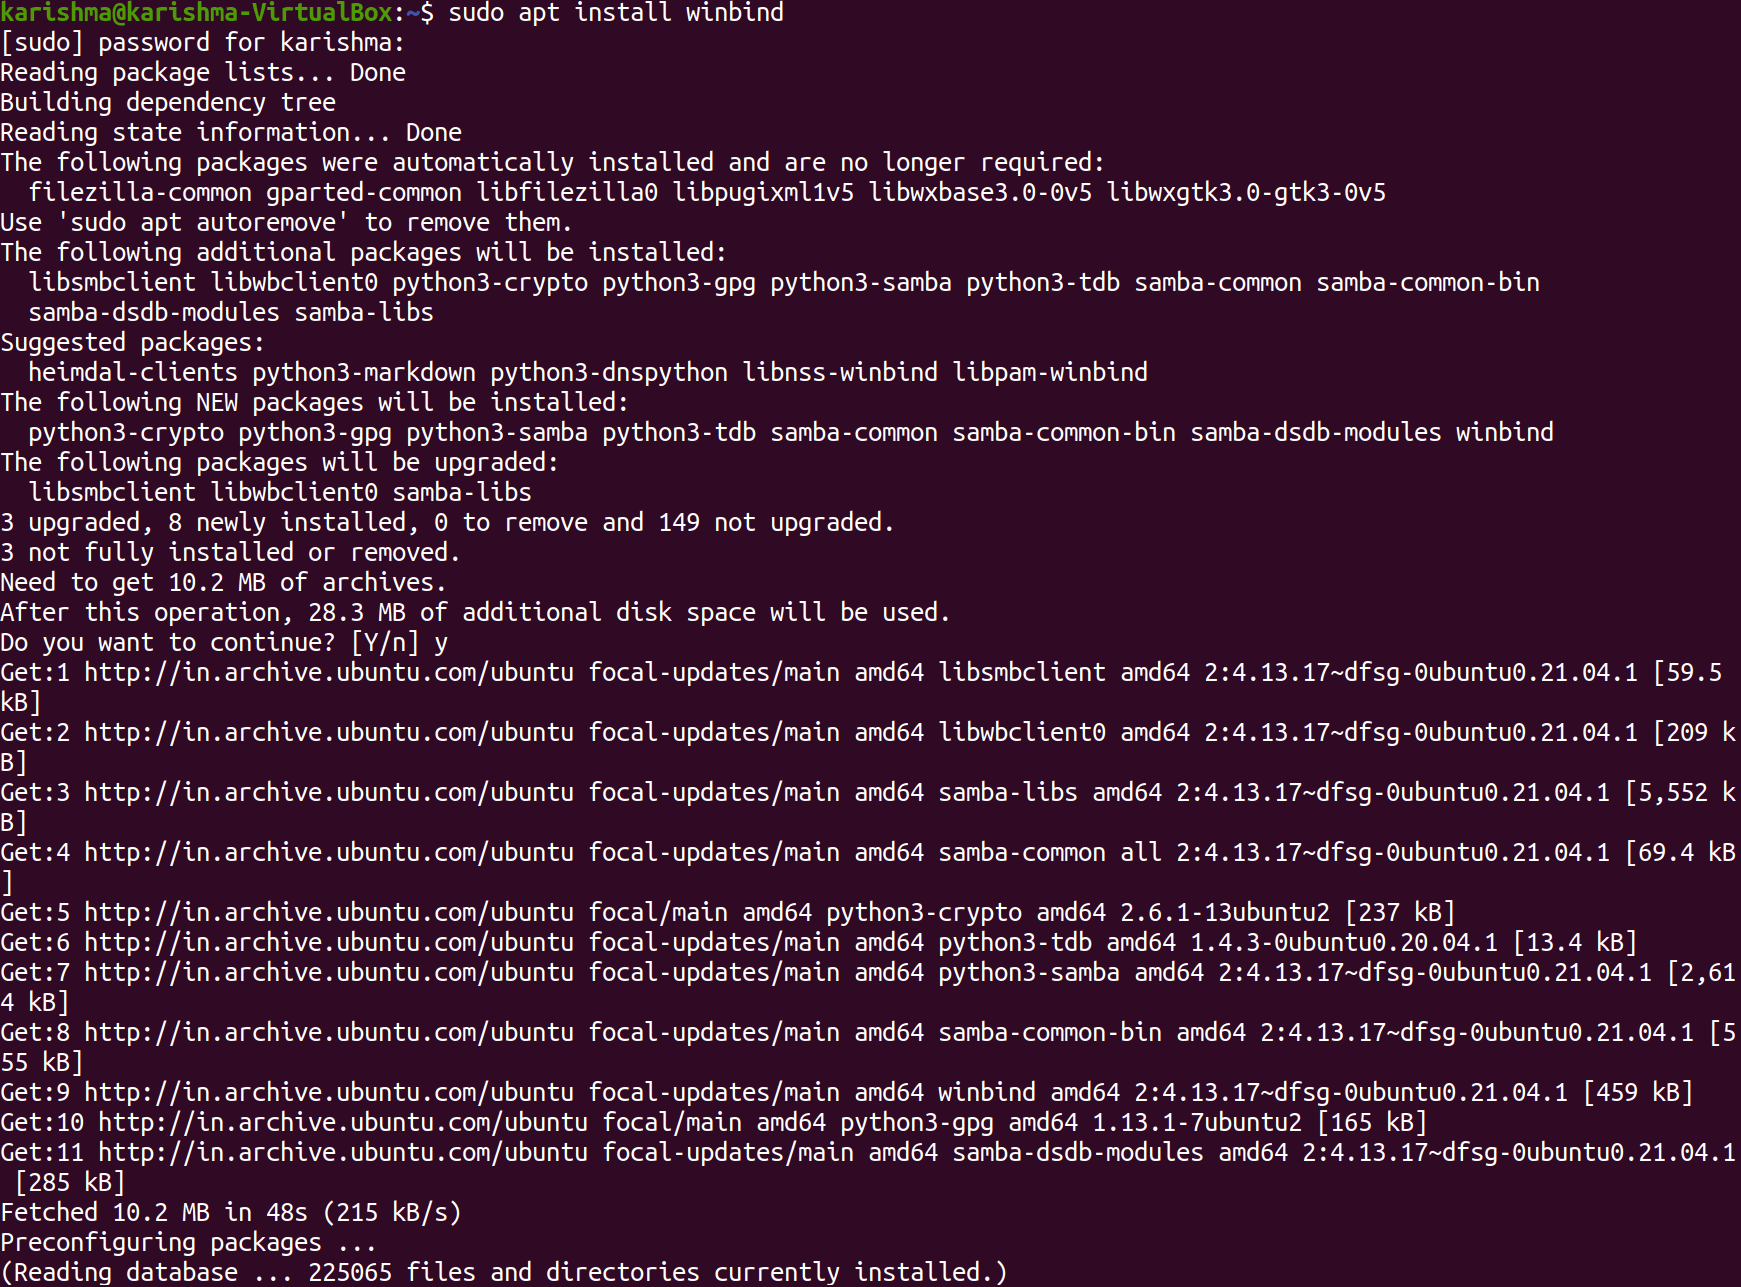 karishma@karishma-VirtualBox:~$ sudo apt install winbind
[sudo] password for karishma:
Reading package lists... Done
Building dependency tree
Reading state information... Done
The following packages were automatically installed and are no longer required:
  filezilla-common gparted-common libfilezilla0 libpugixml1v5 libwxbase3.0-0v5 libwxgtk3.0-gtk3-0v5
Use 'sudo apt autoremove' to remove them.
The following additional packages will be installed:
  libsmbclient libwbclient0 python3-crypto python3-gpg python3-samba python3-tdb samba-common samba-common-bin
  samba-dsdb-modules samba-libs
Suggested packages:
  heimdal-clients python3-markdown python3-dnspython libnss-winbind libpam-winbind
The following NEW packages will be installed:
  python3-crypto python3-gpg python3-samba python3-tdb samba-common samba-common-bin samba-dsdb-modules winbind
The following packages will be upgraded:
  libsmbclient libwbclient0 samba-libs
3 upgraded, 8 newly installed, 0 to remove and 149 not upgraded.
3 not fully installed or removed.
Need to get 10.2 MB of archives.
After this operation, 28.3 MB of additional disk space will be used.
Do you want to continue? [Y/n] y
Get:1 http://in.archive.ubuntu.com/ubuntu focal-updates/main amd64 libsmbclient amd64 2:4.13.17~dfsg-0ubuntu0.21.04.1 [59.5
kB]
Get:2 http://in.archive.ubuntu.com/ubuntu focal-updates/main amd64 libwbclient0 amd64 2:4.13.17~dfsg-0ubuntu0.21.04.1 [209 k
B]
Get:3 http://in.archive.ubuntu.com/ubuntu focal-updates/main amd64 samba-libs amd64 2:4.13.17~dfsg-0ubuntu0.21.04.1 [5,552 k
B]
Get:4 http://in.archive.ubuntu.com/ubuntu focal-updates/main amd64 samba-common all 2:4.13.17~dfsg-0ubuntu0.21.04.1 [69.4 kB
]
Get:5 http://in.archive.ubuntu.com/ubuntu focal/main amd64 python3-crypto amd64 2.6.1-13ubuntu2 [237 kB]
Get:6 http://in.archive.ubuntu.com/ubuntu focal-updates/main amd64 python3-tdb amd64 1.4.3-0ubuntu0.20.04.1 [13.4 kB]
Get:7 http://in.archive.ubuntu.com/ubuntu focal-updates/main amd64 python3-samba amd64 2:4.13.17~dfsg-0ubuntu0.21.04.1 [2,61
4 kB]
Get:8 http://in.archive.ubuntu.com/ubuntu focal-updates/main amd64 samba-common-bin amd64 2:4.13.17~dfsg-0ubuntu0.21.04.1 [5
55 kB]
Get:9 http://in.archive.ubuntu.com/ubuntu focal-updates/main amd64 winbind amd64 2:4.13.17~dfsg-0ubuntu0.21.04.1 [459 kB]
Get:10 http://in.archive.ubuntu.com/ubuntu focal/main amd64 python3-gpg amd64 1.13.1-7ubuntu2 [165 kB]
Get:11 http://in.archive.ubuntu.com/ubuntu focal-updates/main amd64 samba-dsdb-modules amd64 2:4.13.17~dfsg-0ubuntu0.21.04.1
 [285 kB]
Fetched 10.2 MB in 48s (215 kB/s)
Preconfiguring packages ...
(Reading database ... 225065 files and directories currently installed.)